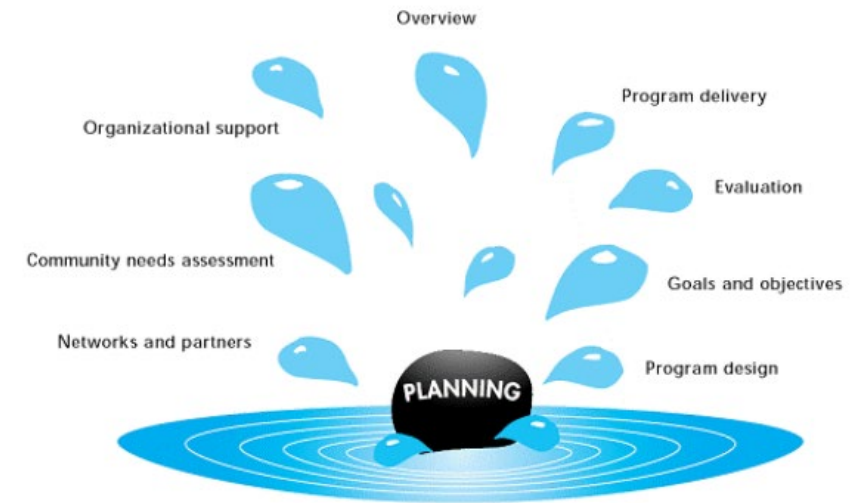 Overview
Program delivery
Organizational support
Evaluation
Community needs assessment
Goals and objectives
Networks and partners
Program design
PLANNING